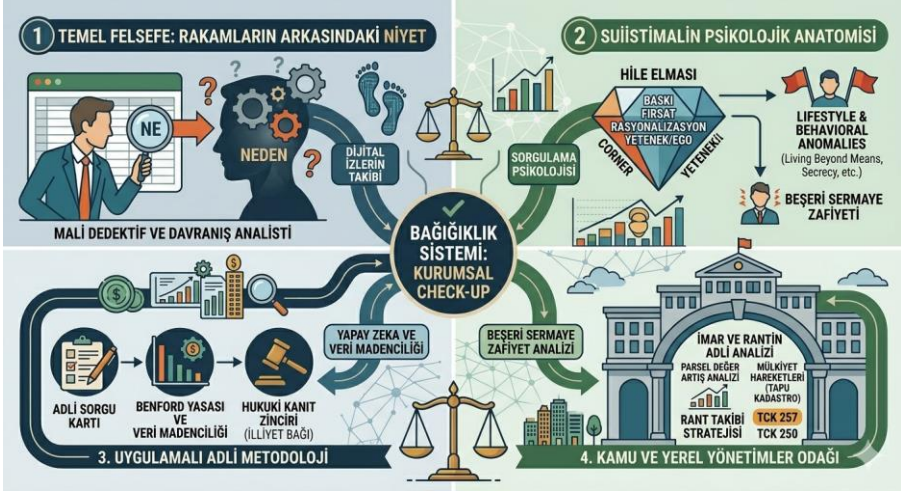 1 TEMEL FELSEFE: RAKAMLARIN ARKASINDAKİ NİYET
NE
NEDEN
?
?
?
?
?
DİJİTAL
İZLERİN
TAKİBİ
MALİ DEDEKTİF VE DAVRANIŞ ANALİSTİ
2 SUİİSTİMALİN PSİKOLOJİK ANATOMİSİ
HİLE ELMASI
BASKI
FIRSAT
RASYONALİZASYON
YETENEK/EGO
CORNER
YETENEK/L
LIFESTYLE &
BEHAVIORAL
ANOMALIES
(Living Beyond Means,
Secrecy, etc.)
BEŞERİ SERMAYE
ZAFİYETİ
SORGULAMA
PSİKOLOJİSİ
BAĞIĞIKLIK
SİSTEMİ:
KURUMSAL
CHECK-UP
YAPAY ZEKA VE
VERİ MADENCİLİĞİ
ADLİ SORGU
KARTI
BENFORD YASASI
VE
VERİ MADENCİLİĞİ
HUKUKİ KANIT
ZİNCİRİ
(İLLİYET BAĞI)
3. UYGULAMALI ADLİ METODOLOJİ
BEŞERİ SERMAYE
ZAFİYET ANALİZİ
İMAR VE RANTİN
ADLİ ANALİZİ
PARSEL DEĞER
ARTIŞ ANALİZİ
RANT TAKİBİ
STRATEJİSİ
MÜLKİYET
HAREKETLERİ
(TAPU
KADASTRO)
TCK 257
TCK 250
4. KAMU VE YEREL YÖNETİMLER ODAĞI